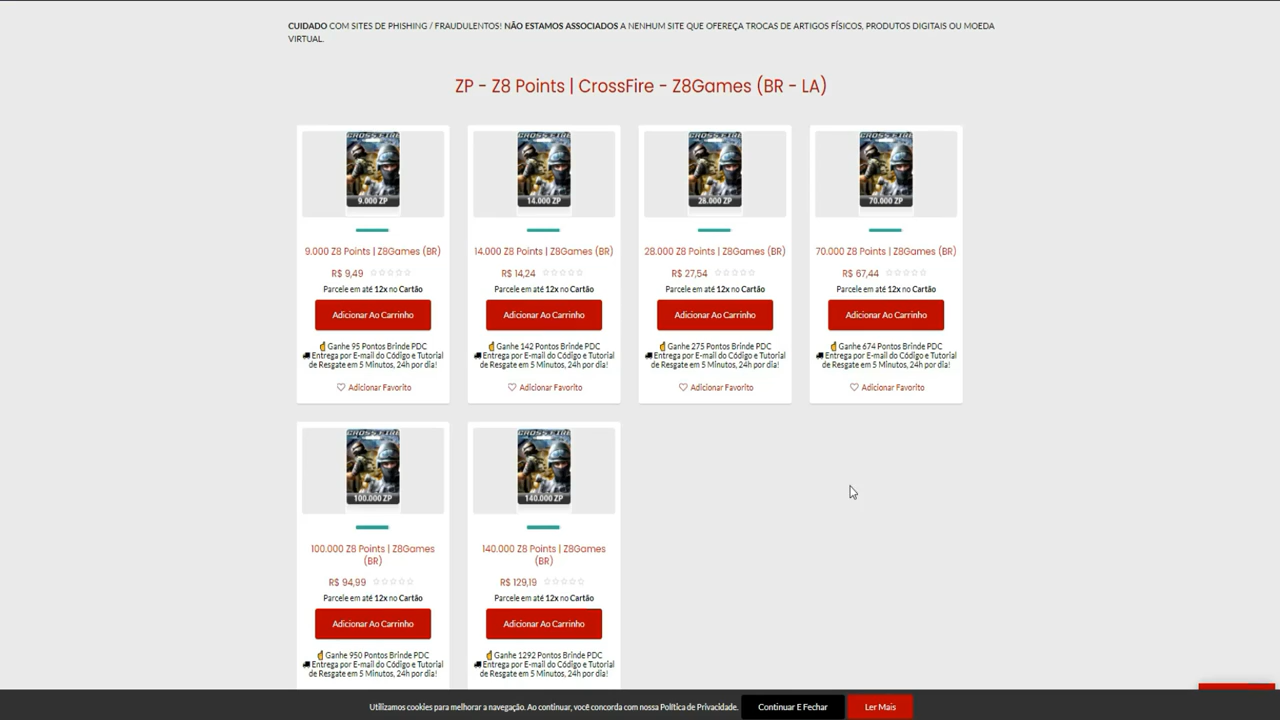 CUIDADO COM SITES DE PHISHING / FRAUDULENTOS! NÃO ESTAMOS ASSOCIADOS A NENHUM SITE QUE OFEREÇA TROCAS DE ARTIGOS FÍSICOS, PRODUTOS DIGITAIS OU MOEDA
VIRTUAL.
ZP - Z8 Points | CrossFire - Z8Games (BR - LA)
CROSSFIRE
9.000 ZP
9.000 Z8 Points | Z8Games (BR)
R$ 9,49
Parcele em até 12x no Cartão
Adicionar Ao Carrinho
Ganhe 95 Pontos Brinde PDC
Entrega por E-mail do Código e Tutorial
de Resgate em 5 Minutos, 24h por dia!
Adicionar Favorito
CROSSFIRE
14.000 ZP
14.000 Z8 Points | Z8Games (BR)
R$ 14,24
Parcele em até 12x no Cartão
Adicionar Ao Carrinho
Ganhe 142 Pontos Brinde PDC
Entrega por E-mail do Código e Tutorial
de Resgate em 5 Minutos, 24h por dia!
Adicionar Favorito
CROSSFIRE
28.000 ZP
28.000 Z8 Points | Z8Games (BR)
R$ 27,54
Parcele em até 12x no Cartão
Adicionar Ao Carrinho
Ganhe 275 Pontos Brinde PDC
Entrega por E-mail do Código e Tutorial
de Resgate em 5 Minutos, 24h por dia!
Adicionar Favorito
CROSSFIRE
70.000 ZP
70.000 Z8 Points | Z8Games (BR)
R$ 67,44
Parcele em até 12x no Cartão
Adicionar Ao Carrinho
Ganhe 674 Pontos Brinde PDC
Entrega por E-mail do Código e Tutorial
de Resgate em 5 Minutos, 24h por dia!
Adicionar Favorito
CROSSFIRE
100.000 ZP
100.000 Z8 Points | Z8Games
(BR)
R$ 94,99
Parcele em até 12x no Cartão
Adicionar Ao Carrinho
Ganhe 950 Pontos Brinde PDC
Entrega por E-mail do Código e Tutorial
de Resgate em 5 Minutos, 24h por dia!
CROSSFIRE
140.000 ZP
140.000 Z8 Points | Z8Games
(BR)
R$ 129,19
Parcele em até 12x no Cartão
Adicionar Ao Carrinho
Ganhe 1292 Pontos Brinde PDC
Entrega por E-mail do Código e Tutorial
de Resgate em 5 Minutos, 24h por dia!
Utilizamos cookies para melhorar a navegação. Ao continuar, você concorda com nossa Política de Privacidade.
Continuar E Fechar
Ler Mais